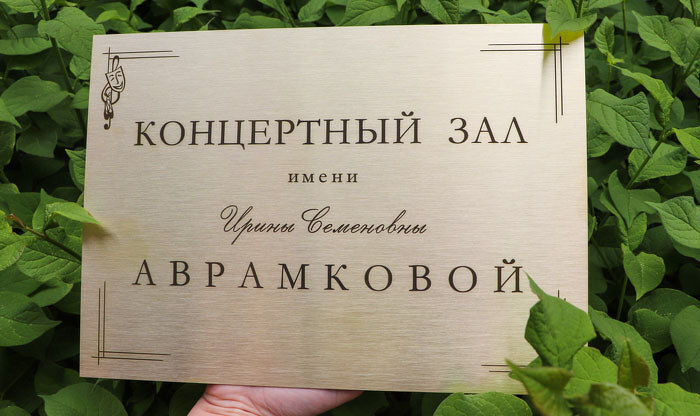 КОНЦЕРТНЫЙ ЗАЛ
имени
Ирины Семеновны
АВРАМКОВОЙ